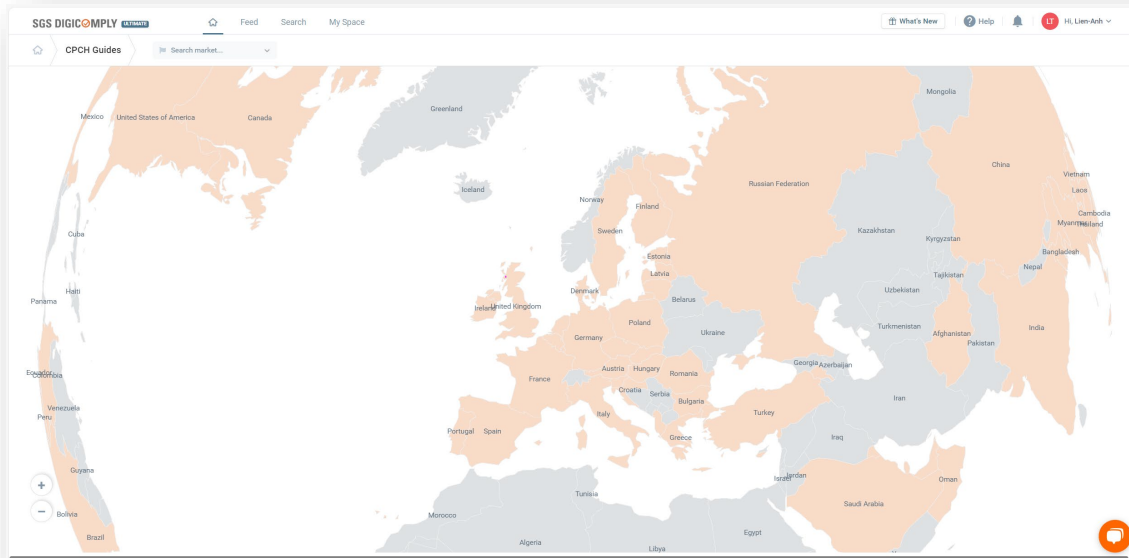 SGS DIGICOMPLY ULTIMATE
Feed
Search
My Space
What's New
Help
LT
Hi, Lien-Anh
CPCH Guides
Search market...
Mongolia
Greenland
Mexico
United States of America
Canada
China
Vietnam
Russian Federation
Laos
Iceland
Norway
Finland
Cambodia
Myanmar
Thailand
Sweden
Kazakhstan
Cuba
Kyrgyzstan
Estonia
Bangladesh
Latvia
Nepal
Tajikistan
Denmark
Haiti
Uzbekistan
Panama
Belarus
Ireland
United Kingdom
Poland
Turkmenistan
India
Ukraine
Afghanistan
Germany
Pakistan
Georgia
Azerbaijan
Austria
Hungary
Romania
Ecuador
Colombia
France
Croatia
Serbia
Iran
Bulgaria
Venezuela
Italy
Turkey
Peru
Portugal
Spain
Greece
Iraq
Guyana
Israel
Jordan
Oman
Tunisia
Saudi Arabia
Bolivia
Morocco
Egypt
Brazil
Algeria
Libya